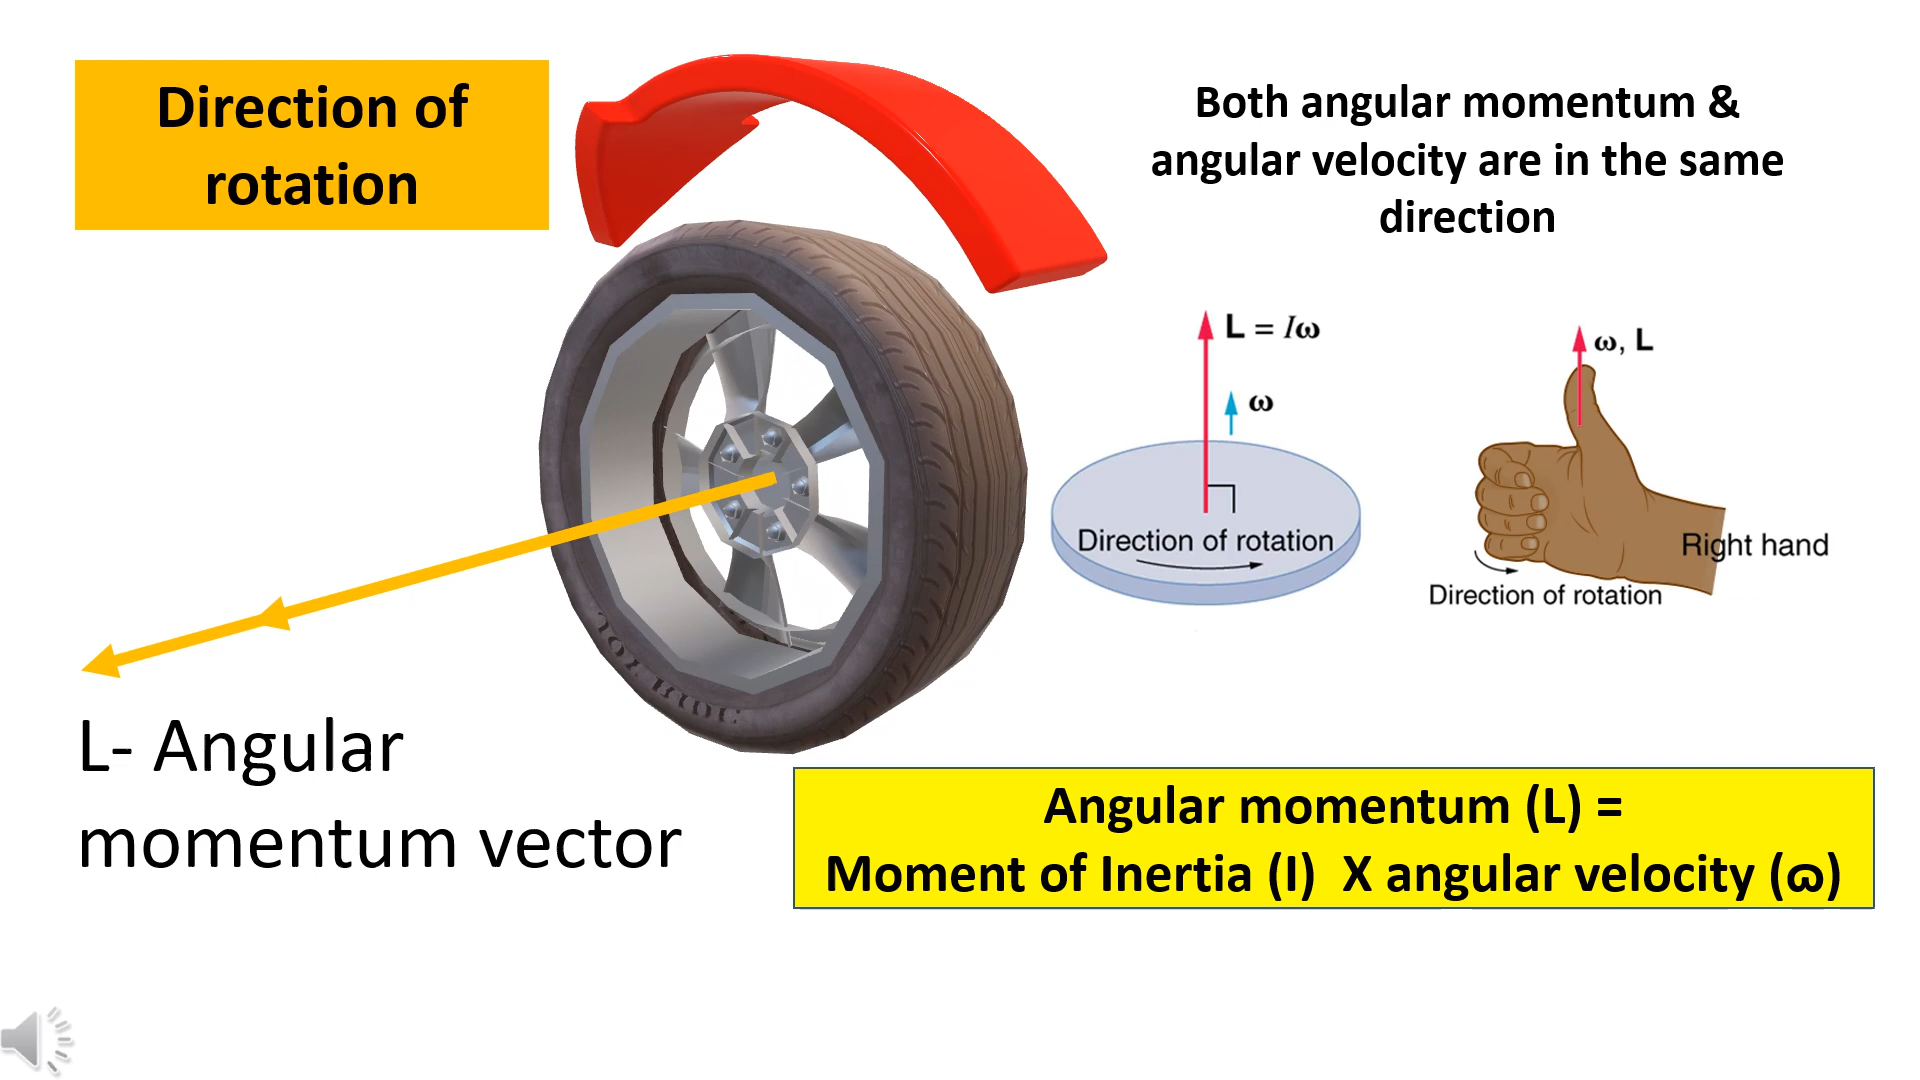 Direction of
rotation
Both angular momentum &
angular velocity are in the same
direction
L = Iω
ω
Direction of rotation
ω, L
Right hand
Direction of rotation
L- Angular
momentum vector
Angular momentum (L) =
Moment of Inertia (I) X angular velocity (ɷ)